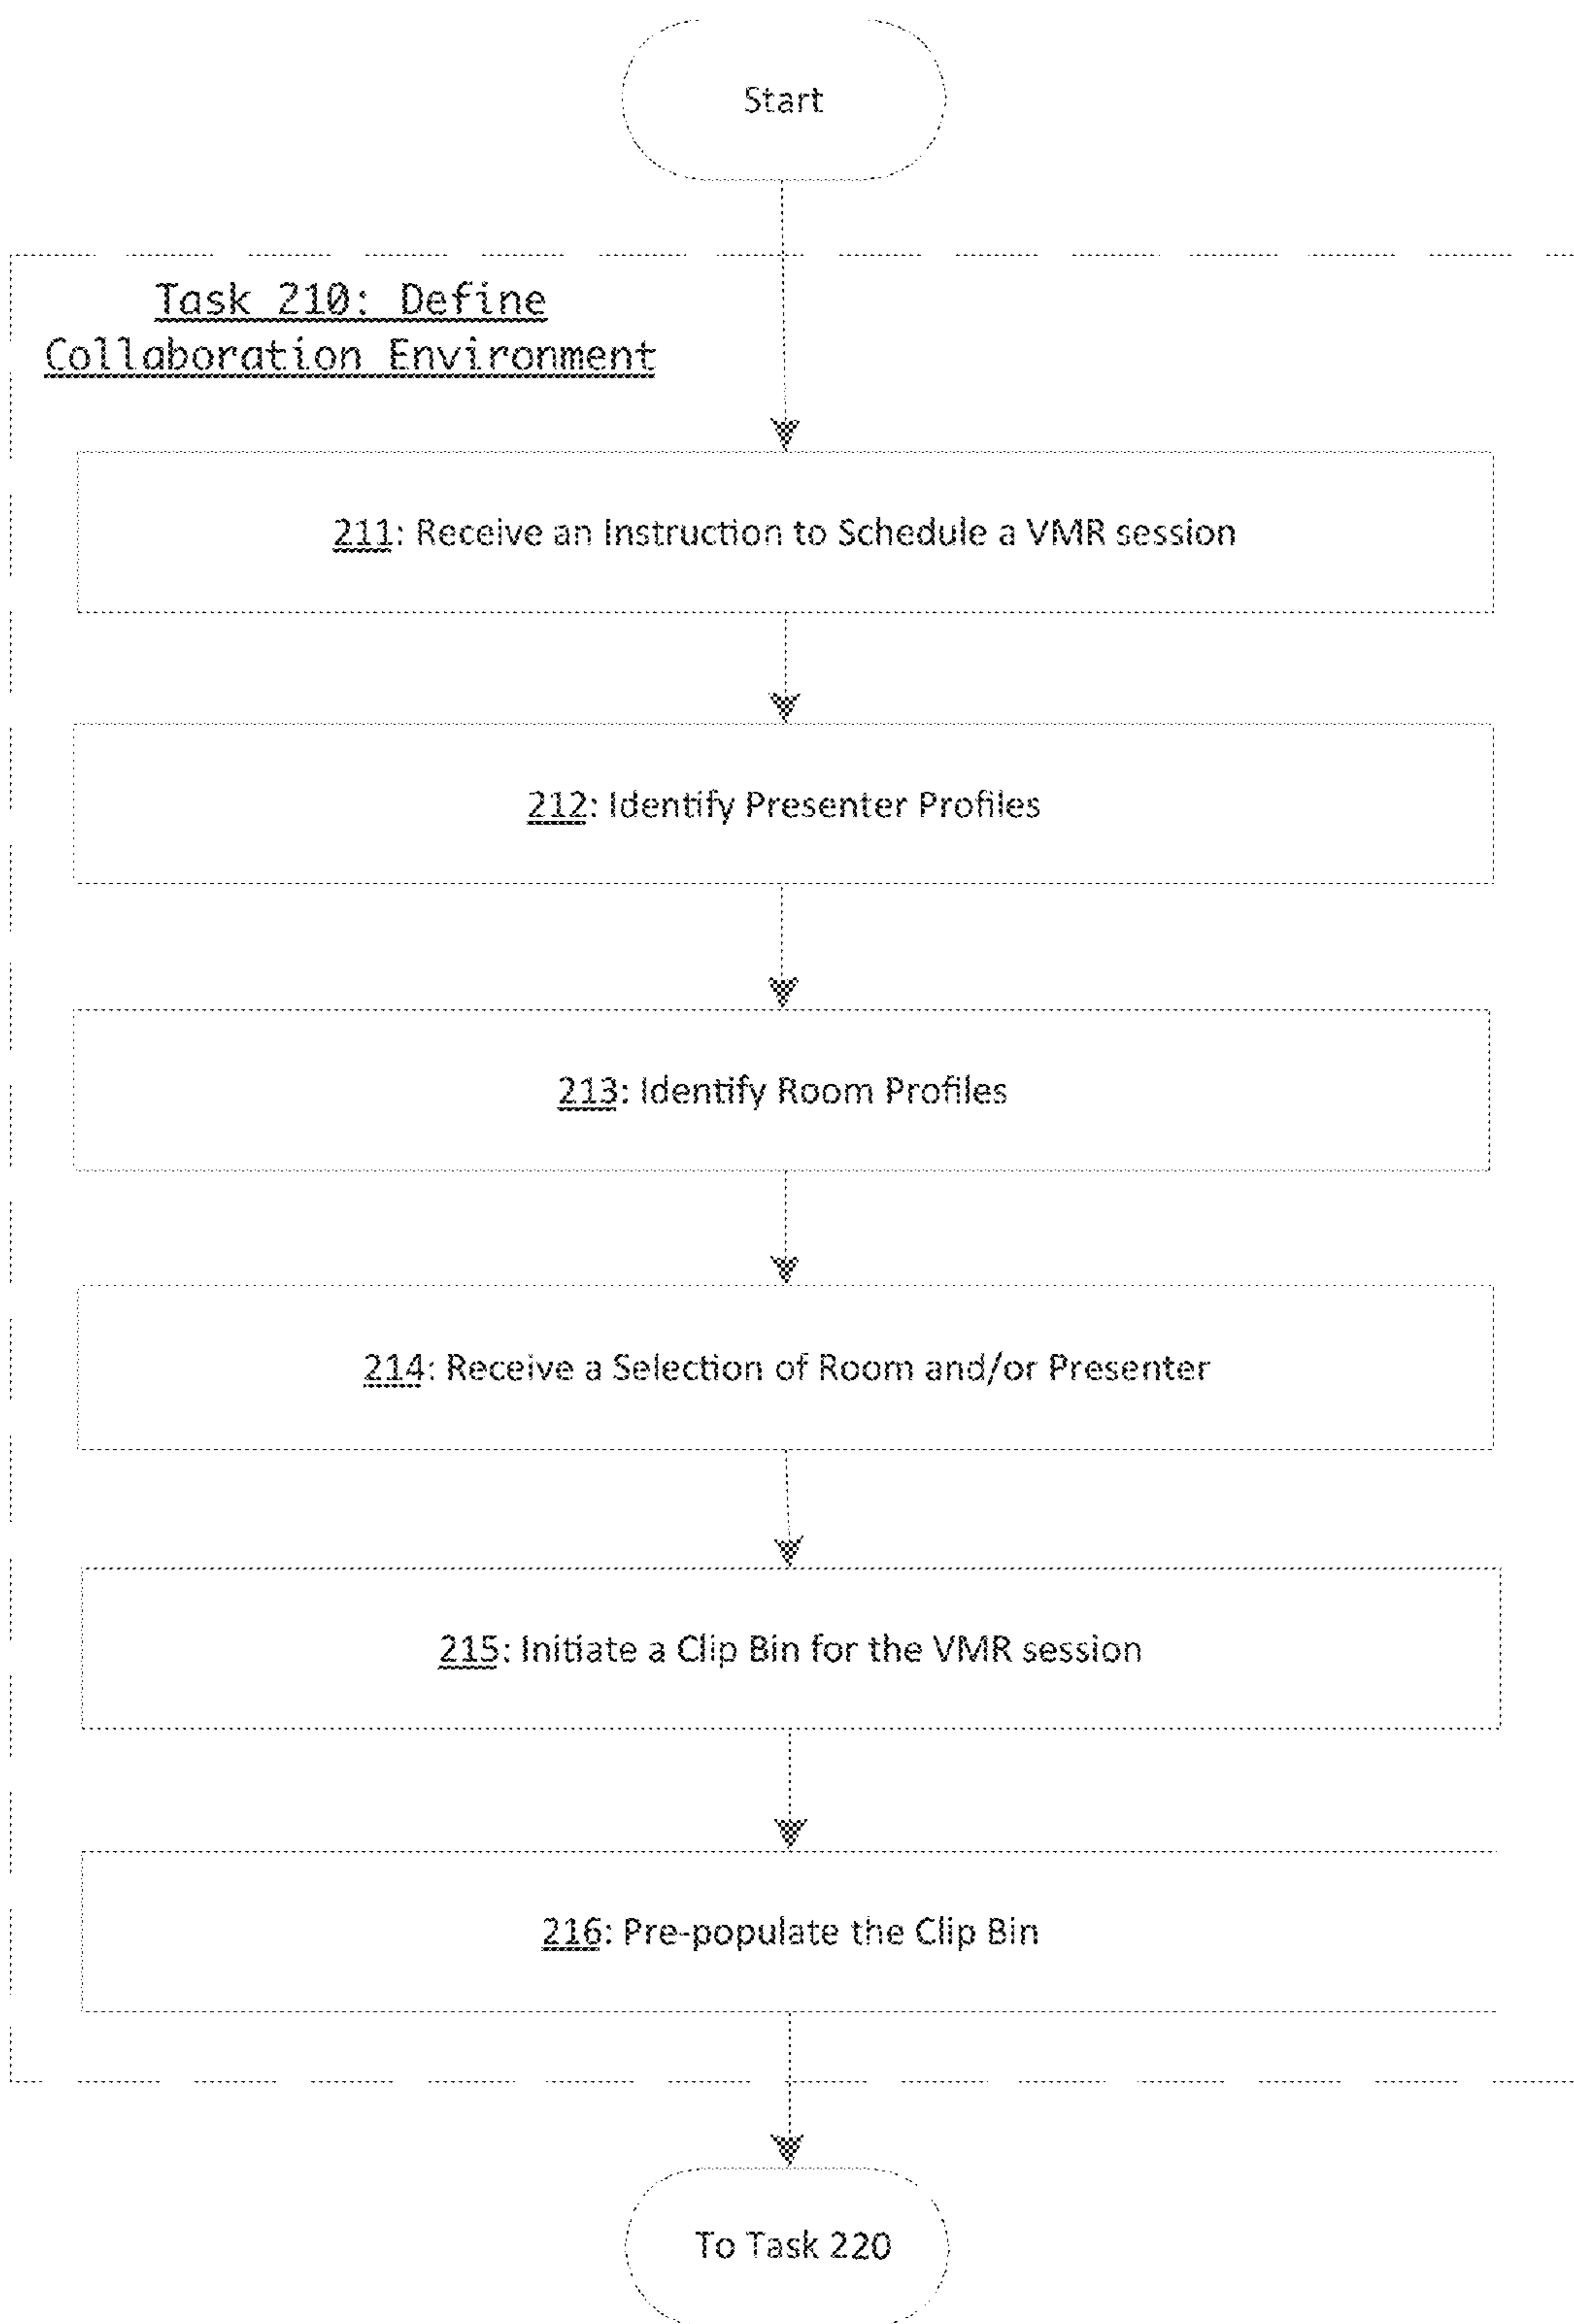 Start
Task 210: Define
Collaboration Environment
211: Receive an Instruction to Schedule a VMR session
212: Identify Presenter Profiles
213: Identify Room Profiles
214: Receive a Selection of Room and/or Presenter
215: Initiate a Clip Bin for the VMR session
216: Pre-populate the Clip Bin
To Task 220